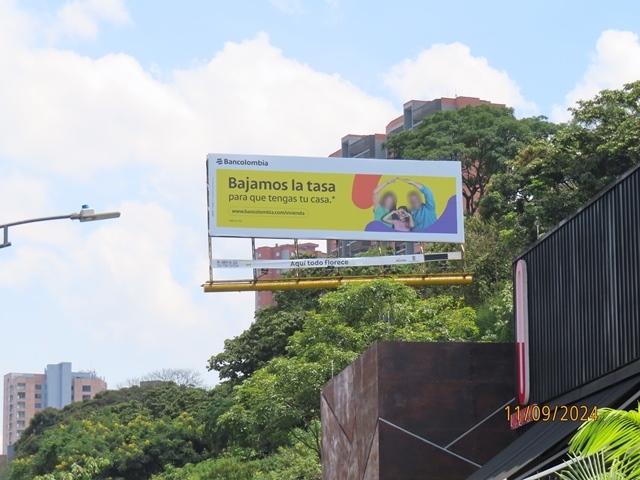 Bancolombia
Bajamos la tasa
para que tengas tu casa.*
www.bancolombia.com/vivienda
Aquí todo florece
11/09/2024